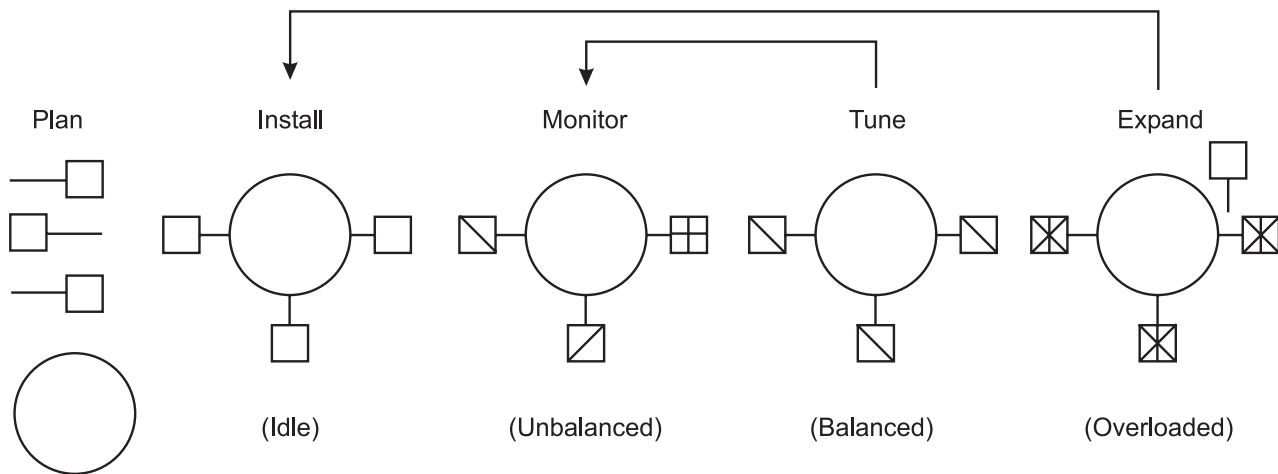 Plan
Install
Monitor
Tune
Expand
(Idle)
(Unbalanced)
(Balanced)
(Overloaded)